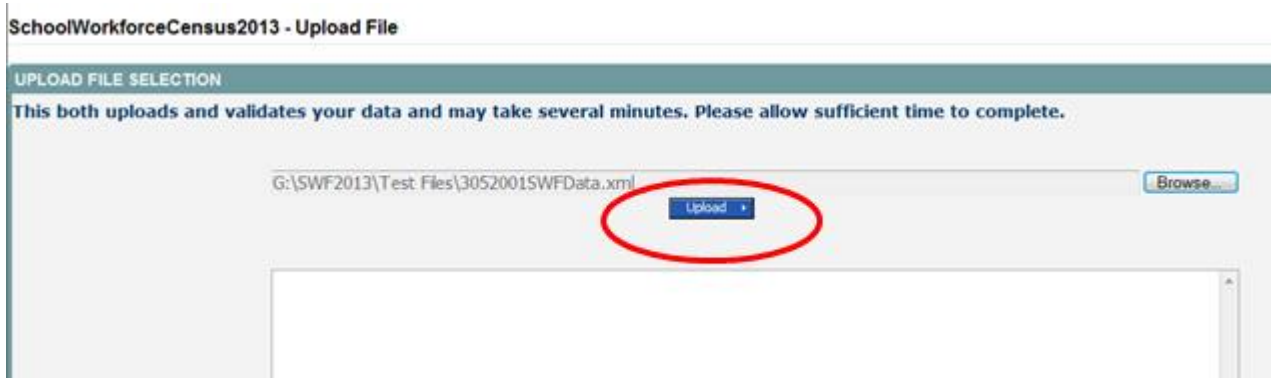 SchoolWorkforceCensus2013 - Upload File
UPLOAD FILE SELECTION
This both uploads and validates your data and may take several minutes. Please allow sufficient time to complete.
G:\SWF2013\Test Files\3052001SWFData.xml
Browse...
Upload